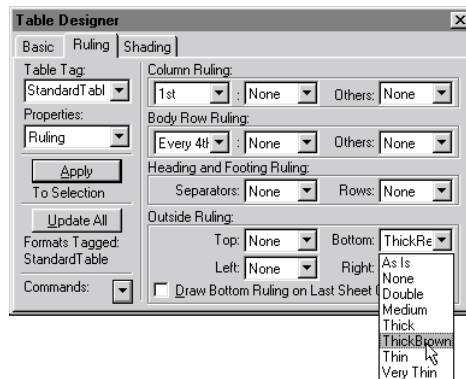 Table Designer
Basic Ruling Shading
Table Tag:
StandardTabl
Properties:
Ruling
Apply
To Selection
Update All
Formats Tagged:
StandardTable
Commands:
Column Ruling:
1st : None Others: None
Body Row Ruling:
Every 4th : None Others: None
Heading and Footing Ruling:
Separators: None Rows: None
Outside Ruling:
Top: None Bottom: ThickRe
Left: None Right:
Draw Bottom Ruling on Last Sheet
As Is
None
Double
Medium
Thick
ThickBrown
Thin
Very Thin